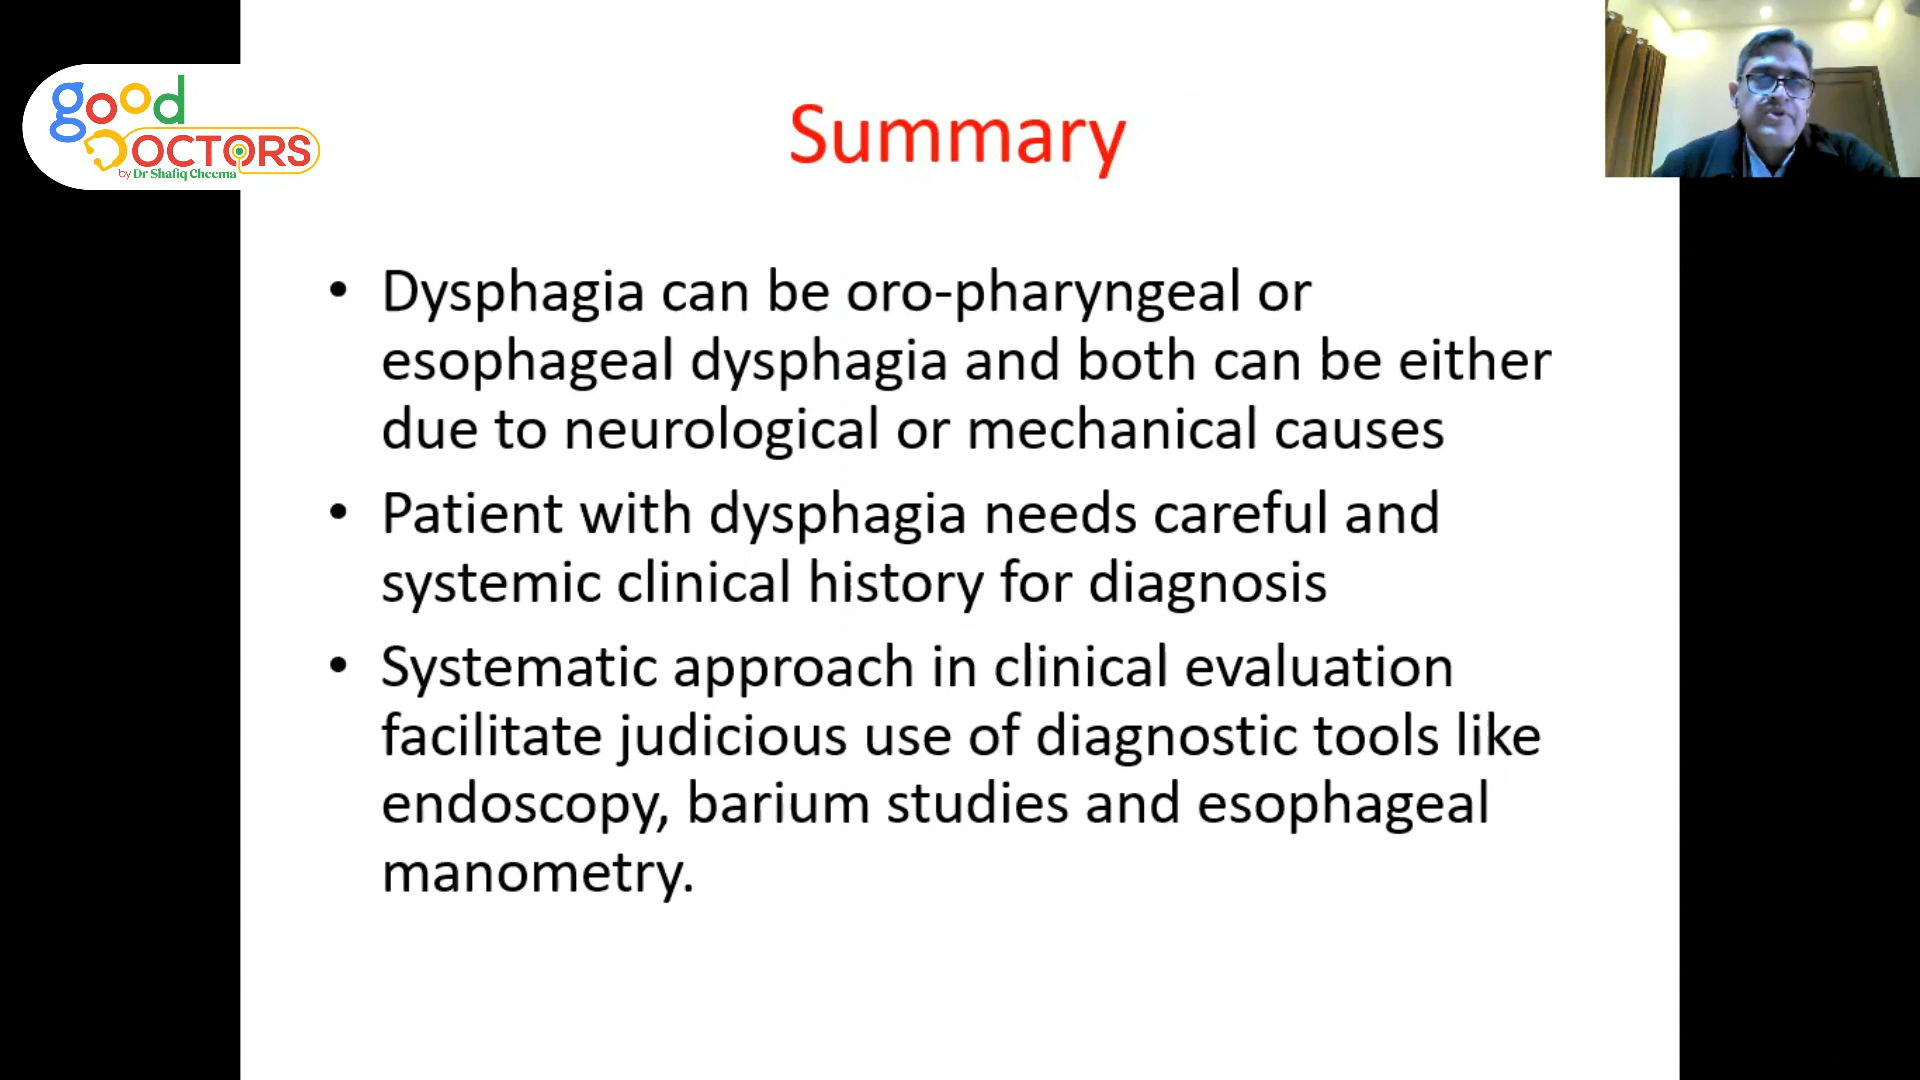 good
DOCTORS
by Dr Shafiq Cheema
Summary
• Dysphagia can be oro-pharyngeal or
esophageal dysphagia and both can be either
due to neurological or mechanical causes
• Patient with dysphagia needs careful and
systemic clinical history for diagnosis
• Systematic approach in clinical evaluation
facilitate judicious use of diagnostic tools like
endoscopy, barium studies and esophageal
manometry.